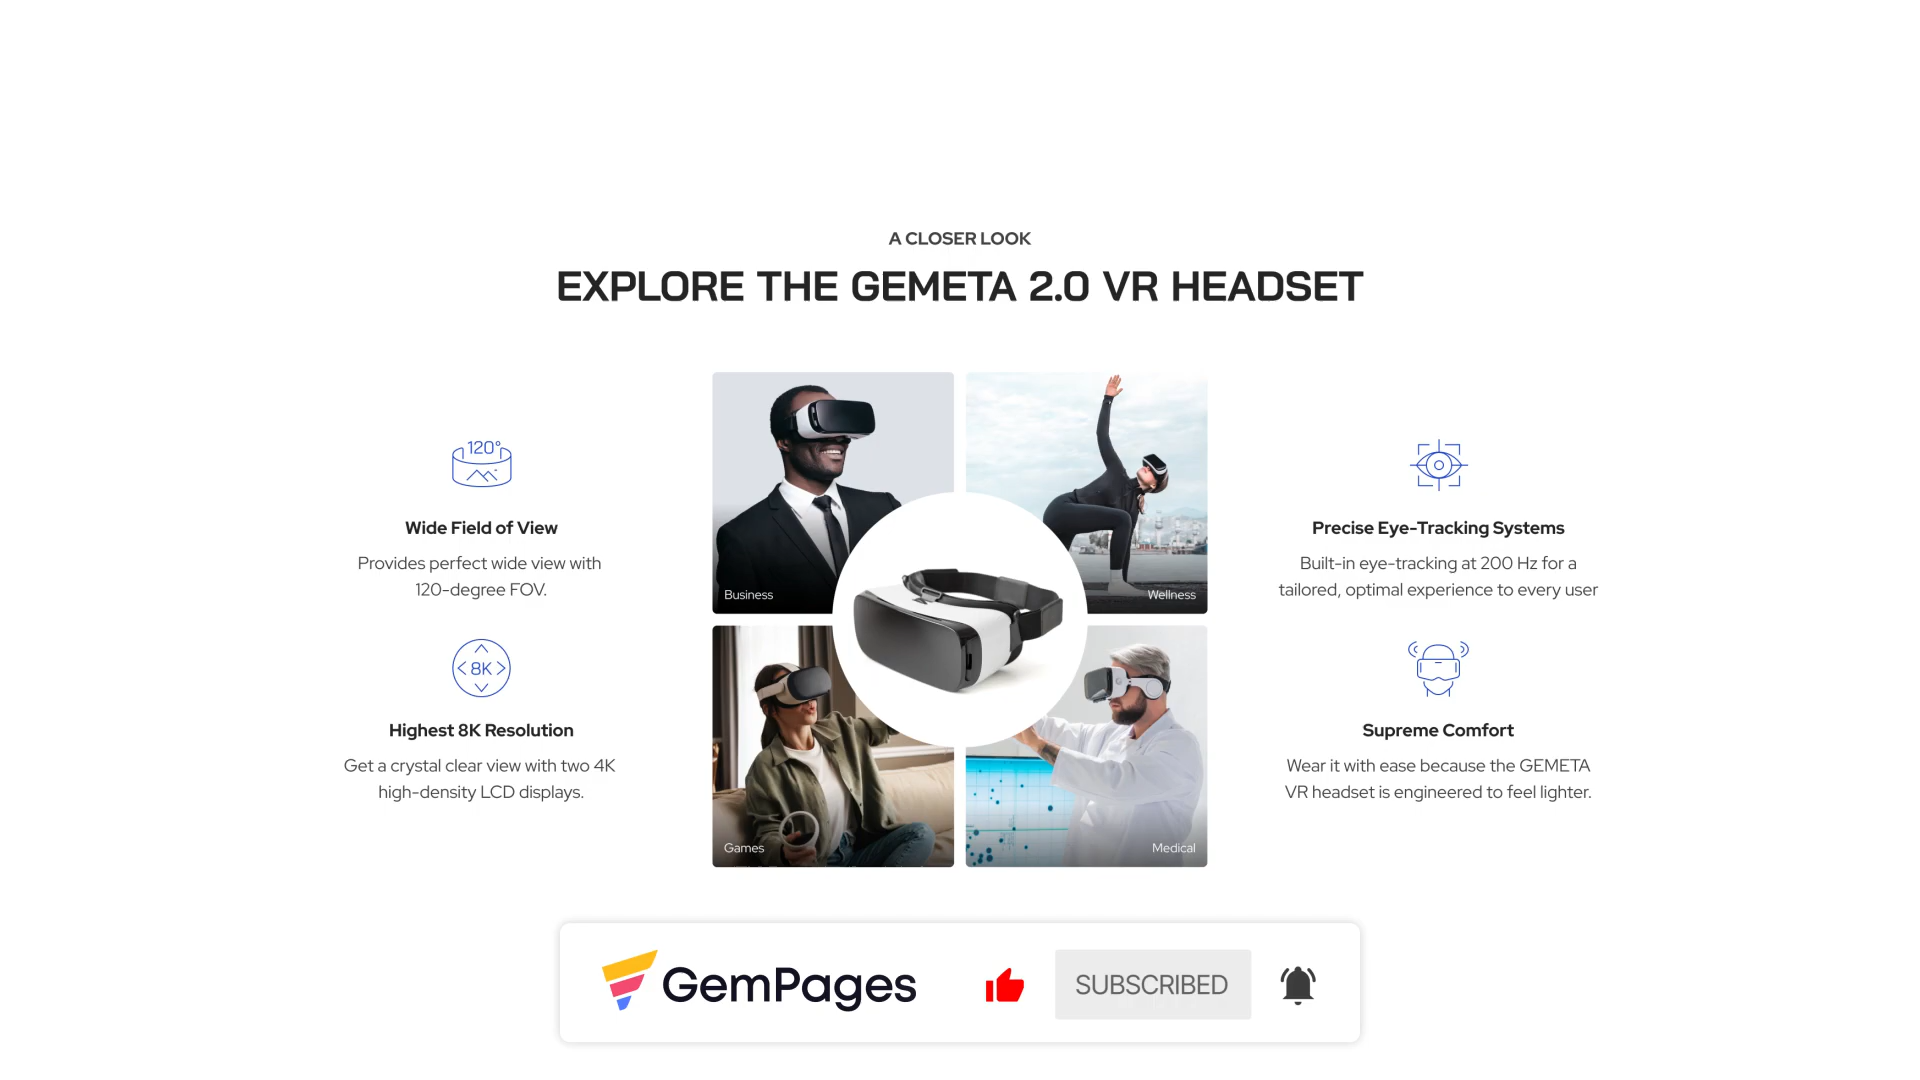 A CLOSER LOOK
EXPLORE THE GEMETA 2.0 VR HEADSET
120°
Wide Field of View
Provides perfect wide view with
120-degree FOV.
8K
Highest 8K Resolution
Get a crystal clear view with two 4K
high-density LCD displays.
Business
Wellness
Games
Medical
Precise Eye-Tracking Systems
Built-in eye-tracking at 200 Hz for a
tailored, optimal experience to every user
Supreme Comfort
Wear it with ease because the GEMETA
VR headset is engineered to feel lighter.
GemPages
SUBSCRIBED